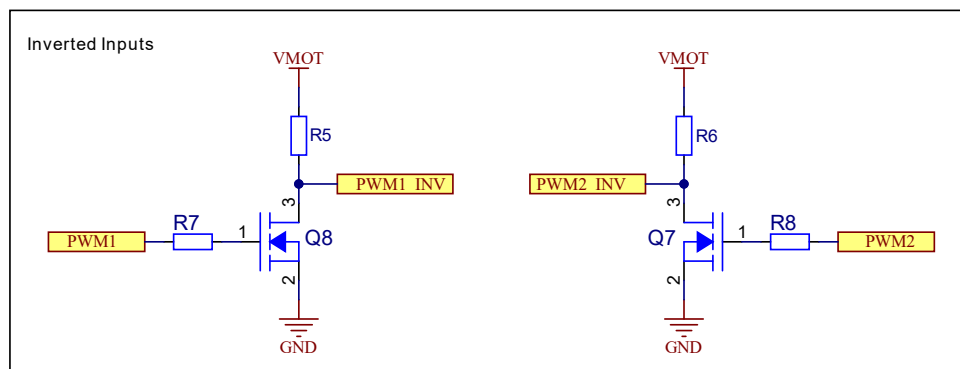 Inverted Inputs
VMOT
VMOT
R5
R6
PWM1_INV
PWM2_INV
3
3
PWM1
R7
1
Q8
Q7
1
R8
PWM2
2
2
GND
GND